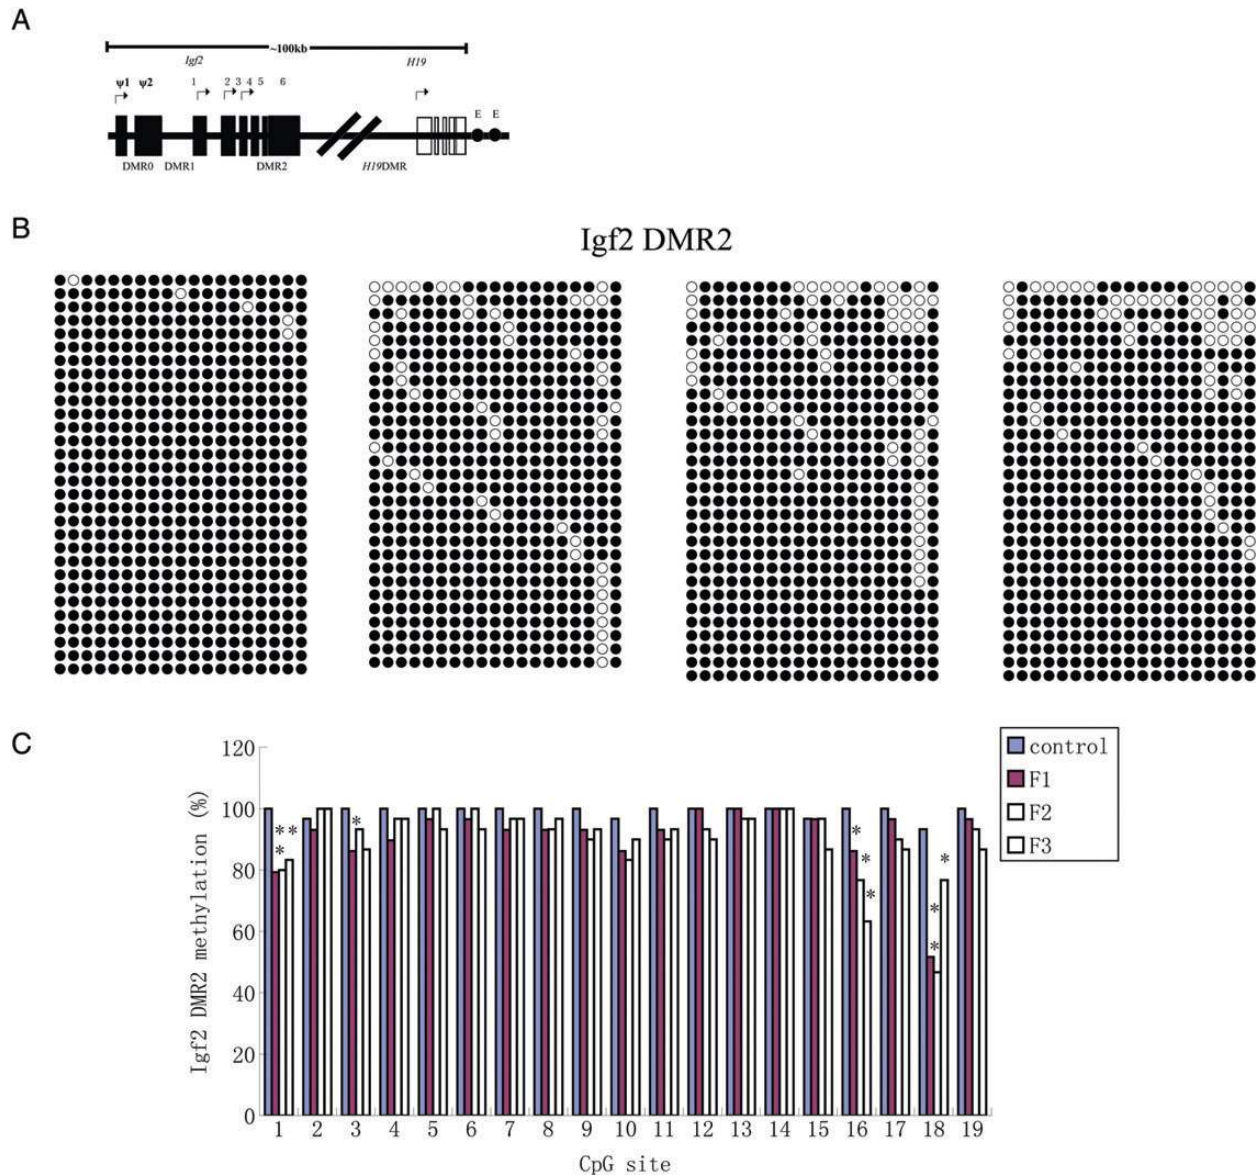 A
~100kb
Igf2 H19
ψ1 ψ2 1 2 3 4 5 6
E E
DMR0 DMR1 DMR2 H19DMR
B
Igf2 DMR2
C
control
F1
F2
F3
Igf2 DMR2 methylation (%)
120
100
80
60
40
20
0
* *
*
*
*
*
*
*
*
*
1 2 3 4 5 6 7 8 9 10 11 12 13 14 15 16 17 18 19
CpG site